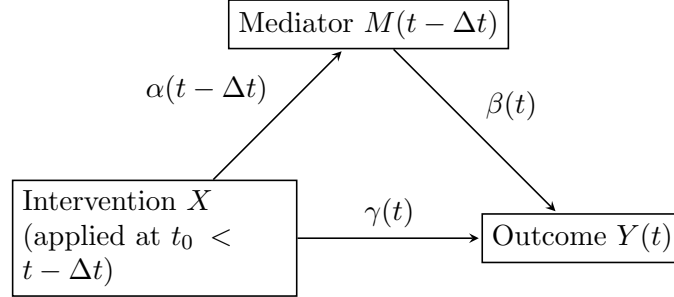 Mediator M(t − Δt)
α(t − Δt)
β(t)
Intervention X
(applied at t₀ <
t − Δt)
γ(t)
Outcome Y(t)